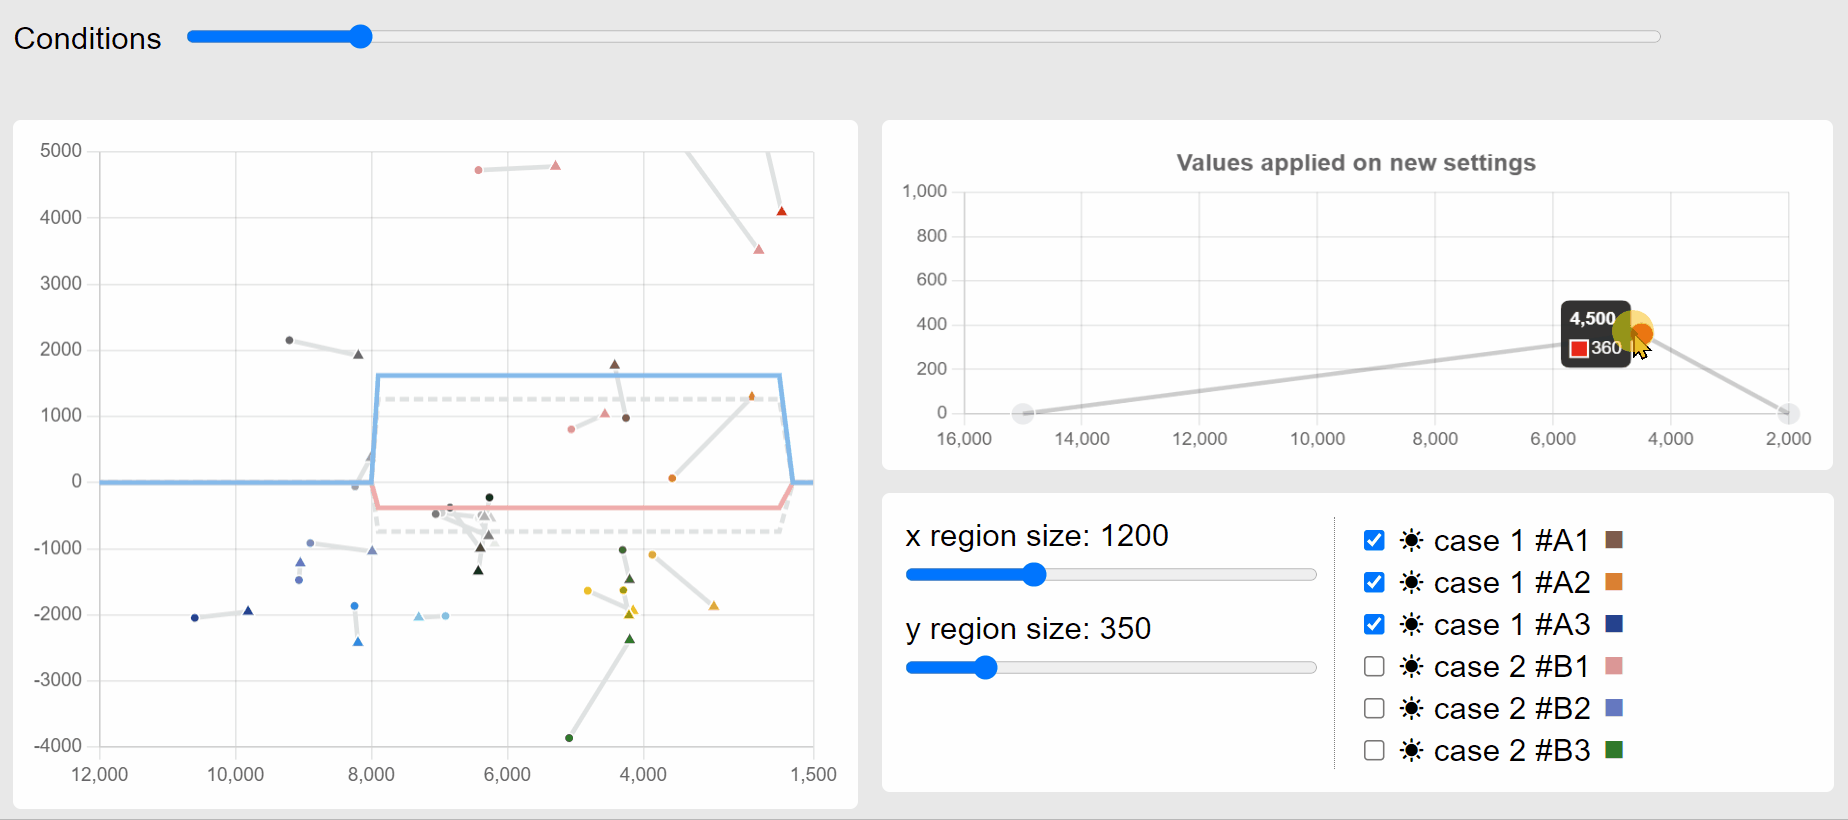 Conditions
5000
4000
3000
2000
1000
0
-1000
-2000
-3000
-4000
12,000 10,000 8,000 6,000 4,000 1,500
Values applied on new settings
1,000
800
600
400
200
0
4,500
360
16,000 14,000 12,000 10,000 8,000 6,000 4,000 2,000
x region size: 1200
y region size: 350
case 1 #A1
case 1 #A2
case 1 #A3
case 2 #B1
case 2 #B2
case 2 #B3